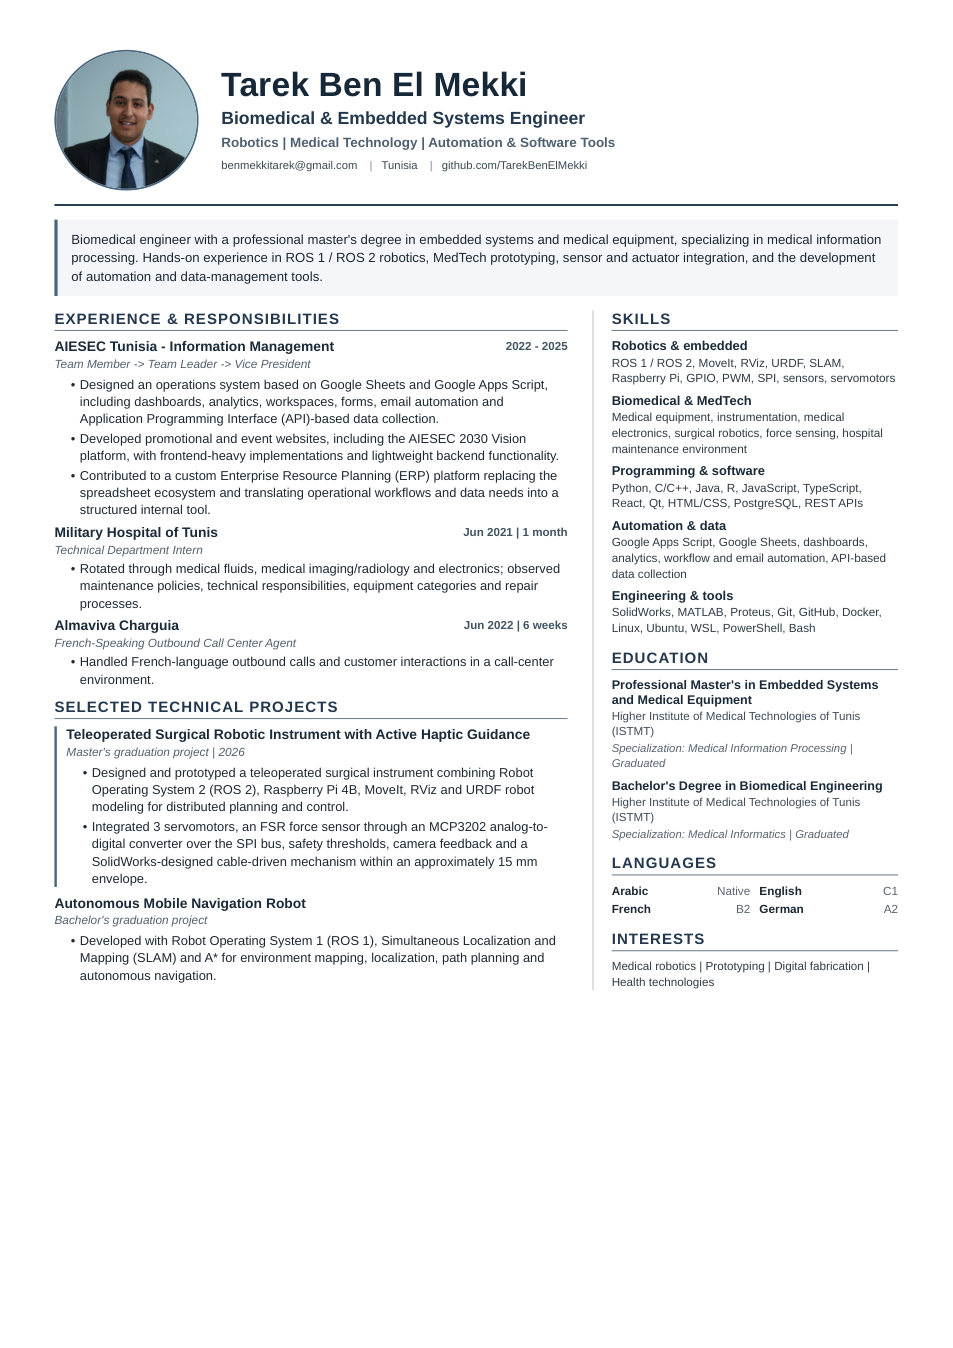 Tarek Ben El Mekki
Biomedical & Embedded Systems Engineer
Robotics | Medical Technology | Automation & Software Tools
benmekkitarek@gmail.com | Tunisia | github.com/TarekBenElMekki
Biomedical engineer with a professional master's degree in embedded systems and medical equipment, specializing in medical information
processing. Hands-on experience in ROS 1 / ROS 2 robotics, MedTech prototyping, sensor and actuator integration, and the development
of automation and data-management tools.
EXPERIENCE & RESPONSIBILITIES
AIESEC Tunisia - Information Management 2022 - 2025
Team Member -> Team Leader -> Vice President
• Designed an operations system based on Google Sheets and Google Apps Script,
including dashboards, analytics, workspaces, forms, email automation and
Application Programming Interface (API)-based data collection.
• Developed promotional and event websites, including the AIESEC 2030 Vision
platform, with frontend-heavy implementations and lightweight backend functionality.
• Contributed to a custom Enterprise Resource Planning (ERP) platform replacing the
spreadsheet ecosystem and translating operational workflows and data needs into a
structured internal tool.
Military Hospital of Tunis Jun 2021 | 1 month
Technical Department Intern
• Rotated through medical fluids, medical imaging/radiology and electronics; observed
maintenance policies, technical responsibilities, equipment categories and repair
processes.
Almaviva Charguia Jun 2022 | 6 weeks
French-Speaking Outbound Call Center Agent
• Handled French-language outbound calls and customer interactions in a call-center
environment.
SELECTED TECHNICAL PROJECTS
Teleoperated Surgical Robotic Instrument with Active Haptic Guidance
Master's graduation project | 2026
• Designed and prototyped a teleoperated surgical instrument combining Robot
Operating System 2 (ROS 2), Raspberry Pi 4B, MoveIt, RViz and URDF robot
modeling for distributed planning and control.
• Integrated 3 servomotors, an FSR force sensor through an MCP3202 analog-to-
digital converter over the SPI bus, safety thresholds, camera feedback and a
SolidWorks-designed cable-driven mechanism within an approximately 15 mm
envelope.
Autonomous Mobile Navigation Robot
Bachelor's graduation project
• Developed with Robot Operating System 1 (ROS 1), Simultaneous Localization and
Mapping (SLAM) and A* for environment mapping, localization, path planning and
autonomous navigation.
SKILLS
Robotics & embedded
ROS 1 / ROS 2, MoveIt, RViz, URDF, SLAM,
Raspberry Pi, GPIO, PWM, SPI, sensors, servomotors
Biomedical & MedTech
Medical equipment, instrumentation, medical
electronics, surgical robotics, force sensing, hospital
maintenance environment
Programming & software
Python, C/C++, Java, R, JavaScript, TypeScript,
React, Qt, HTML/CSS, PostgreSQL, REST APIs
Automation & data
Google Apps Script, Google Sheets, dashboards,
analytics, workflow and email automation, API-based
data collection
Engineering & tools
SolidWorks, MATLAB, Proteus, Git, GitHub, Docker,
Linux, Ubuntu, WSL, PowerShell, Bash
EDUCATION
Professional Master's in Embedded Systems
and Medical Equipment
Higher Institute of Medical Technologies of Tunis
(ISTMT)
Specialization: Medical Information Processing |
Graduated
Bachelor's Degree in Biomedical Engineering
Higher Institute of Medical Technologies of Tunis
(ISTMT)
Specialization: Medical Informatics | Graduated
LANGUAGES
Arabic Native English C1
French B2 German A2
INTERESTS
Medical robotics | Prototyping | Digital fabrication |
Health technologies